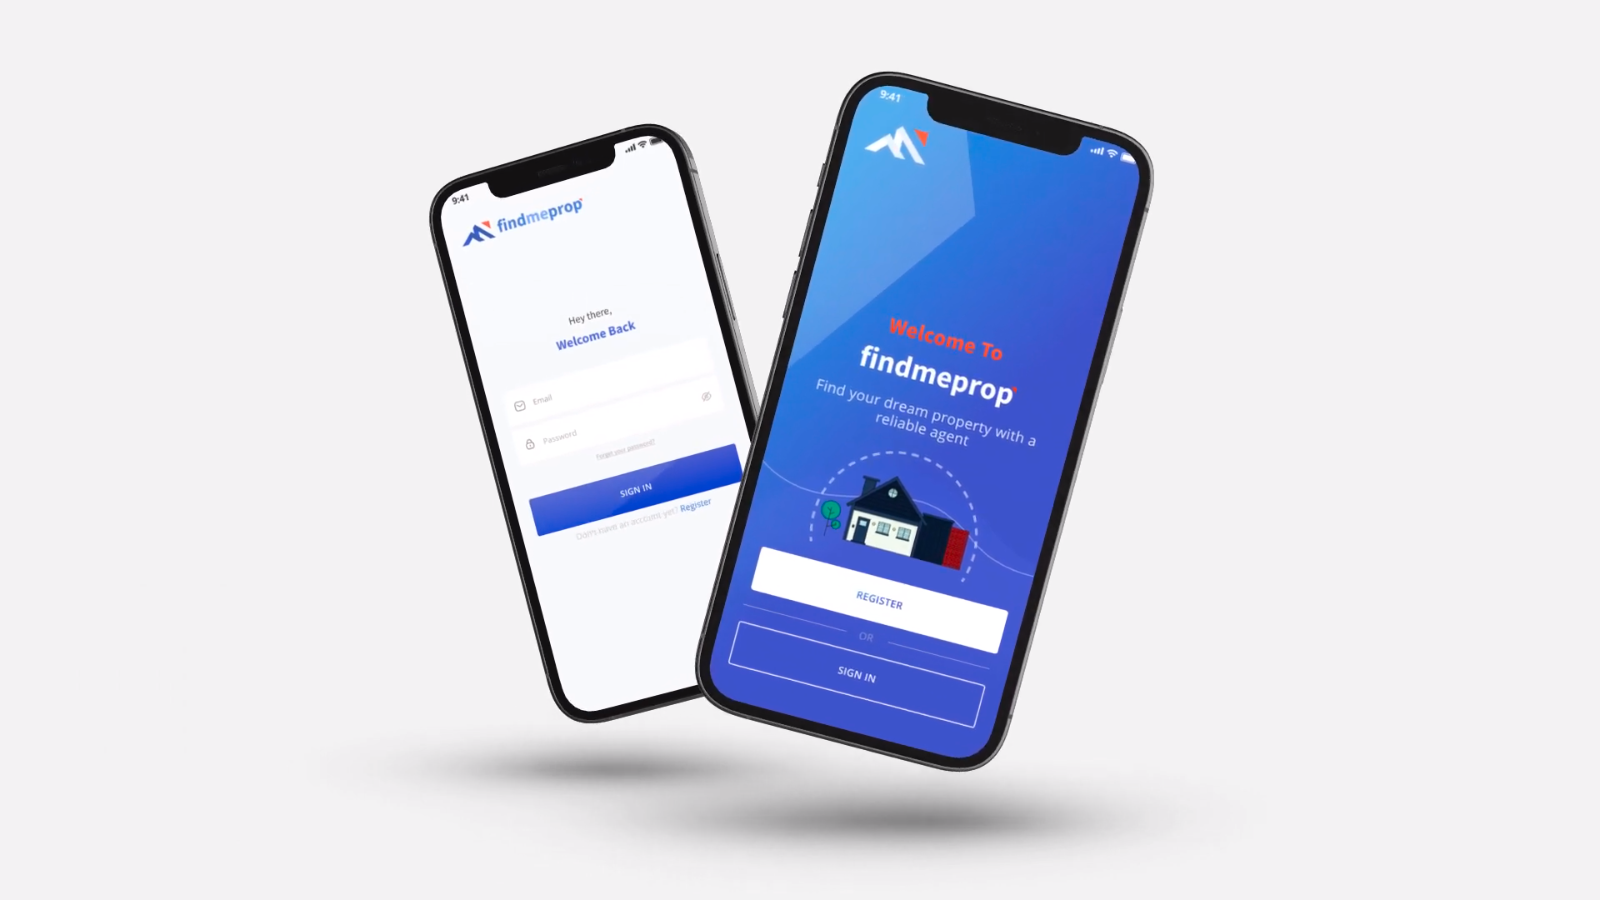 9:41
findmeprop
Hey there,
Welcome Back
Email
Password
Forget your password?
SIGN IN
Don't have an account yet? Register
9:41
Welcome To
findmeprop
Find your dream property with a
reliable agent
REGISTER
OR
SIGN IN